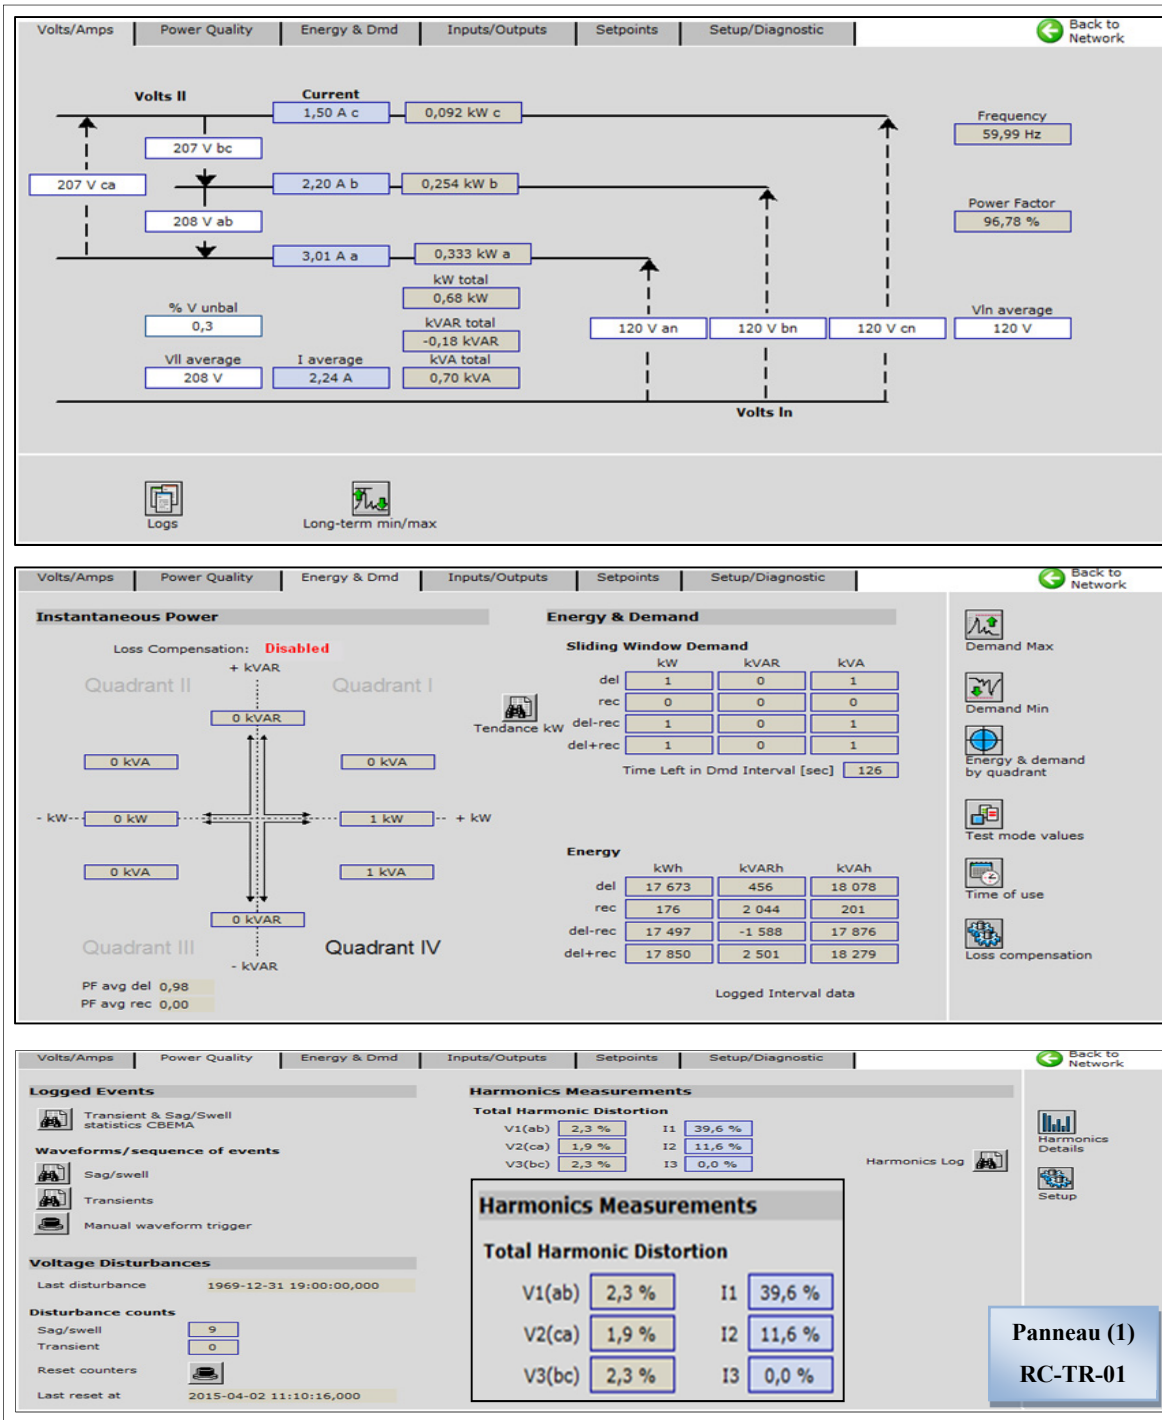 Volts/Amps Power Quality Energy & Dmd Inputs/Outputs Setpoints Setup/Diagnostic Back to Network
Volts ll Current
1,50 A c 0,092 kW c
Frequency
59,99 Hz
207 V bc
207 V ca 2,20 A b 0,254 kW b
Power Factor
96,78 %
208 V ab
3,01 A a 0,333 kW a
kW total
0,68 kW
% V unbal
0,3
kVAR total
-0,18 kVAR
Vln average
120 V an 120 V bn 120 V cn 120 V
Vll average I average kVA total
208 V 2,24 A 0,70 kVA
Volts ln
Logs Long-term min/max
Volts/Amps Power Quality Energy & Dmd Inputs/Outputs Setpoints Setup/Diagnostic Back to Network
Instantaneous Power
Loss Compensation: Disabled
+ kVAR
Quadrant II Quadrant I
0 kVAR
0 kVA 0 kVA
- kW 0 kW 1 kW + kW
0 kVA 1 kVA
0 kVAR
Quadrant III Quadrant IV
- kVAR
PF avg del 0,98
PF avg rec 0,00
Tendance kW
Energy & Demand
Sliding Window Demand
kW kVAR kVA
del 1 0 1
rec 0 0 0
del-rec 1 0 1
del+rec 1 0 1
Time Left in Dmd Interval [sec] 126
Energy
kWh kVARh kVAh
del 17 673 456 18 078
rec 176 2 044 201
del-rec 17 497 -1 588 17 876
del+rec 17 850 2 501 18 279
Logged Interval data
Demand Max
Demand Min
Energy & demand
by quadrant
Test mode values
Time of use
Loss compensation
Volts/Amps Power Quality Energy & Dmd Inputs/Outputs Setpoints Setup/Diagnostic Back to Network
Logged Events
Transient & Sag/Swell
statistics CBEMA
Waveforms/sequence of events
Sag/swell
Transients
Manual waveform trigger
Voltage Disturbances
Last disturbance 1969-12-31 19:00:00,000
Disturbance counts
Sag/swell 9
Transient 0
Reset counters
Last reset at 2015-04-02 11:10:16,000
Harmonics Measurements
Total Harmonic Distortion
V1(ab) 2,3 % I1 39,6 %
V2(ca) 1,9 % I2 11,6 %
V3(bc) 2,3 % I3 0,0 %
Harmonics Log
Harmonics
Details
Setup
Harmonics Measurements
Total Harmonic Distortion
V1(ab) 2,3 % I1 39,6 %
V2(ca) 1,9 % I2 11,6 %
V3(bc) 2,3 % I3 0,0 %
Panneau (1)
RC-TR-01